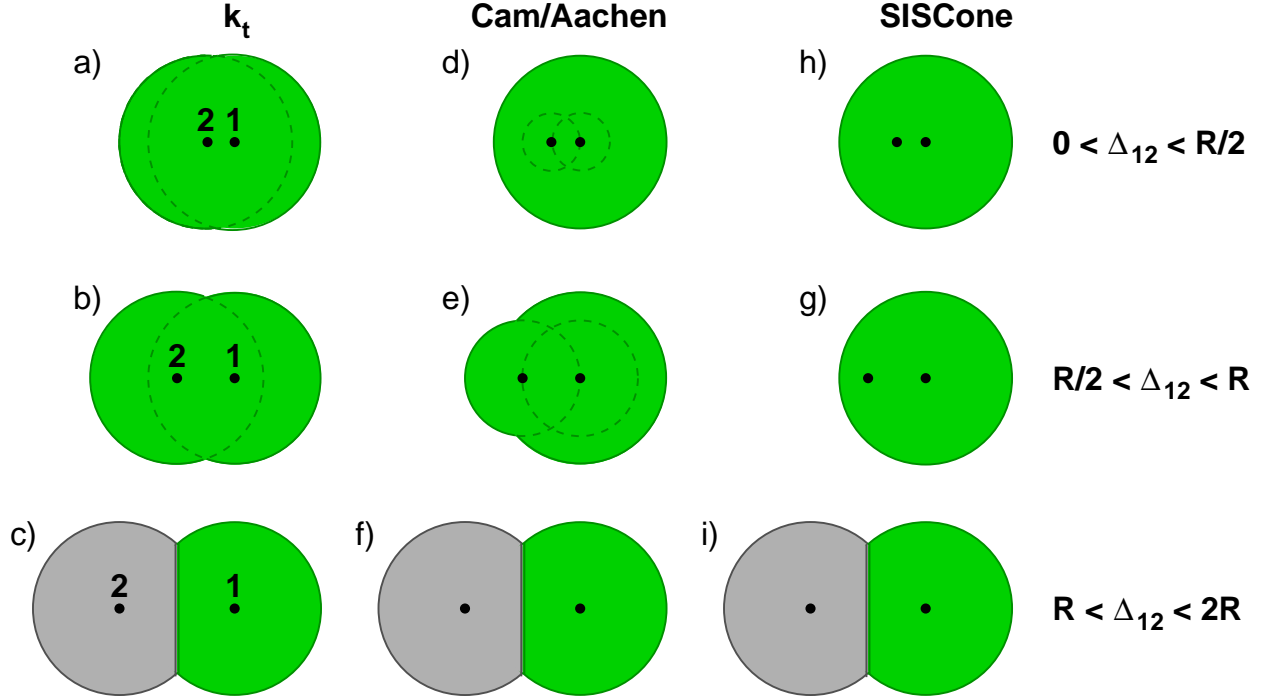 kt Cam/Aachen SISCone
a) d) h)
2 1
0 < Δ12 < R/2
b) e) g)
2 1
R/2 < Δ12 < R
c) f) i)
2 1
R < Δ12 < 2R